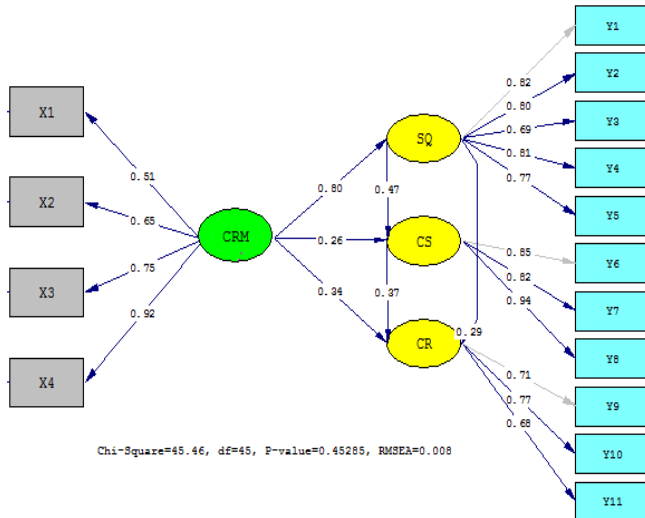 Y1
Y2
Y3
Y4
Y5
Y6
Y7
Y8
Y9
Y10
Y11
X1
X2
X3
X4
CRM
SQ
CS
CR
0.51
0.65
0.75
0.92
0.80
0.26
0.34
0.47
0.37
0.29
0.82
0.80
0.69
0.81
0.77
0.85
0.82
0.94
0.71
0.77
0.68
Chi-Square=45.46, df=45, P-value=0.45285, RMSEA=0.008